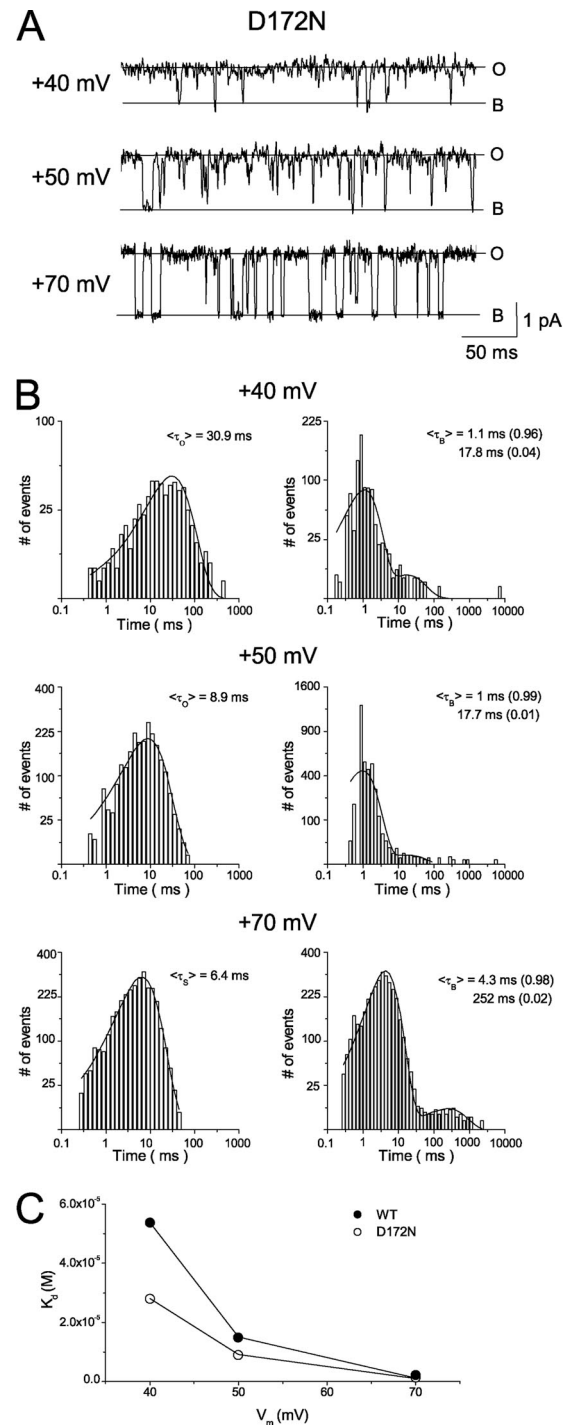 A
D172N
+40 mV
O
B
+50 mV
O
B
+70 mV
O
B
1 pA
50 ms
B
+40 mV
# of events
100
25
<τO> = 30.9 ms
0.1 1 10 100 1000
Time ( ms)
# of events
225
100
25
<τB> = 1.1 ms (0.96)
17.8 ms (0.04)
0.1 1 10 100 1000 10000
Time ( ms)
+50 mV
# of events
400
225
100
25
<τO> = 8.9 ms
0.1 1 10 100 1000
Time ( ms)
# of events
1600
900
400
100
<τB> = 1 ms (0.99)
17.7 ms (0.01)
0.1 1 10 100 1000 10000
Time ( ms)
+70 mV
# of events
400
225
100
25
<τS> = 6.4 ms
0.1 1 10 100 1000
Time ( ms)
# of events
400
225
100
25
<τB> = 4.3 ms (0.98)
252 ms (0.02)
0.1 1 10 100 1000 10000
Time ( ms)
C
Kd (M)
6.0x10⁻⁵
4.0x10⁻⁵
2.0x10⁻⁵
0.0
WT
D172N
40 50 60 70
Vm (mV)